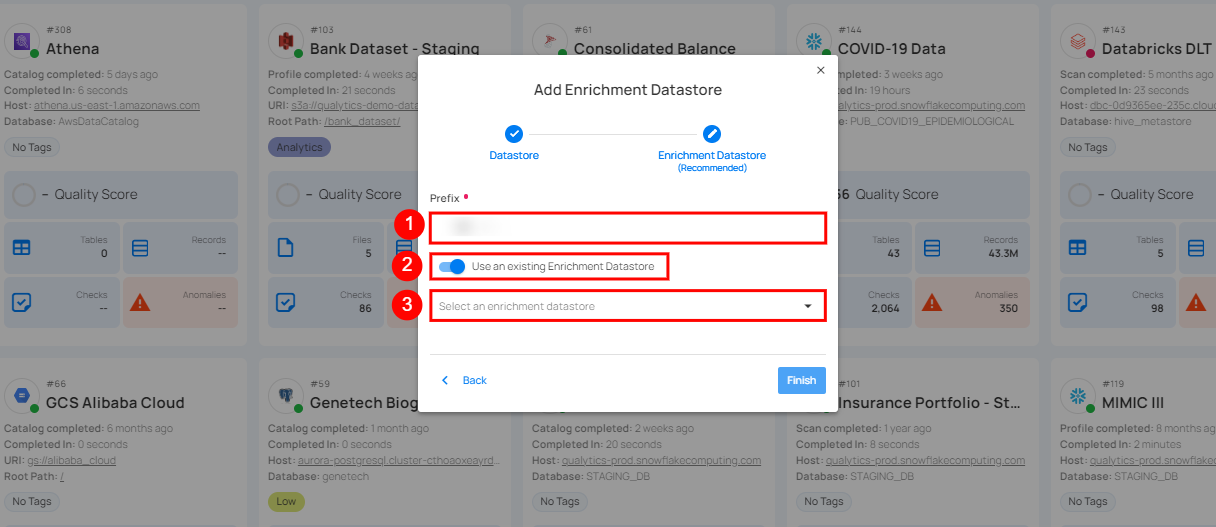 #308
Athena
Catalog completed: 5 days ago
Completed In: 6 seconds
Host: athena.us-east-1.amazonaws.com
Database: AwsDataCatalog
No Tags
– Quality Score
Tables
0
Records
--
Checks
--
Anomalies
--
#103
Bank Dataset - Staging
Profile completed: 4 weeks ag
Completed In: 21 seconds
URI: s3a://qualytics-demo-data
Root Path: /bank_dataset/
Analytics
– Quality Score
Files
5
Checks
86
#61
Consolidated Balance
#144
COVID-19 Data
: 3 weeks ago
In: 19 hours
alytics-prod.snowflakecomputing.com
: PUB_COVID19_EPIDEMIOLOGICAL
56 Quality Score
Tables
43
Records
43.3M
Checks
2,064
Anomalies
350
#143
Databricks DLT
Scan completed: 5 months ago
Completed In: 23 seconds
Host: dbc-0d9365ee-235c.cloud
Database: hive_metastore
No Tags
– Quality Score
Tables
5
Checks
98
×
Add Enrichment Datastore
Datastore
Enrichment Datastore
(Recommended)
Prefix
1
2
Use an existing Enrichment Datastore
3
Select an enrichment datastore
Back
Finish
#66
GCS Alibaba Cloud
Catalog completed: 6 months ago
Completed In: 0 seconds
URI: gs://alibaba_cloud
Root Path: /
No Tags
#59
Genetech Biog
Catalog completed: 1 month ago
Completed In: 0 seconds
Host: aurora-postgresql.cluster-cthoaoxeayrd...
Database: genetech
Low
Catalog completed: 2 weeks ago
Completed In: 20 seconds
Host: qualytics-prod.snowflakecomputing.com
Database: STAGING_DB
No Tags
#101
Insurance Portfolio - St...
Scan completed: 1 year ago
Completed In: 8 seconds
Host: qualytics-prod.snowflakecomputing.com
Database: STAGING_DB
No Tags
#119
MIMIC III
Profile completed: 8 months ag
Completed In: 2 minutes
Host: qualytics-prod.snowflakecomp
Database: STAGING_DB
No Tags